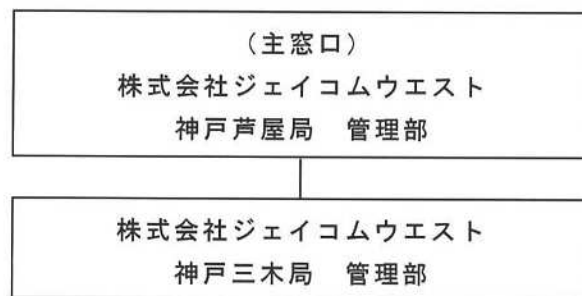 （主窓口）
株式会社ジェイコムウエスト
神戸芦屋局　管理部
株式会社ジェイコムウエスト
神戸三木局　管理部